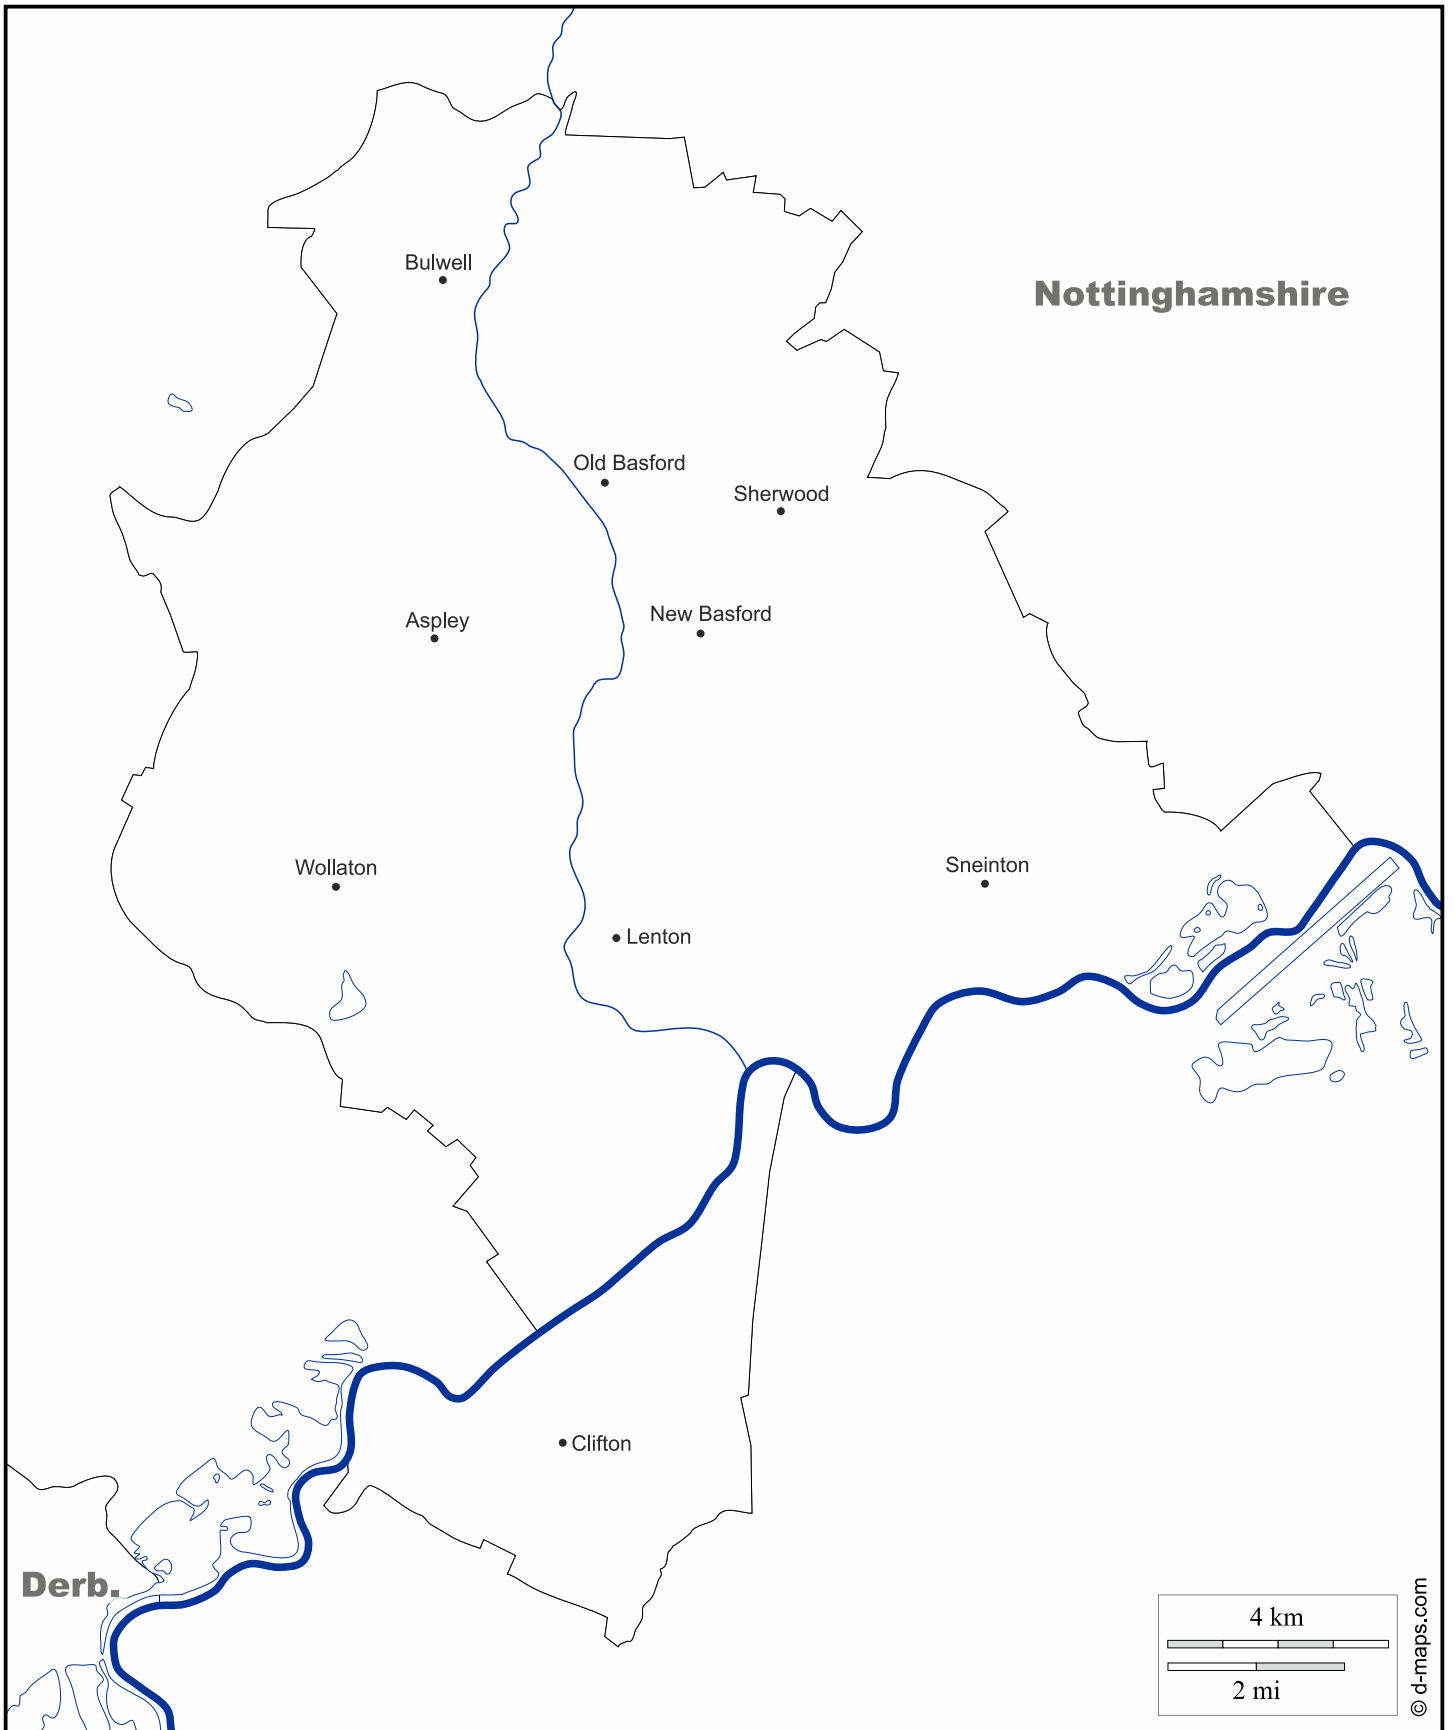 Bulwell
Nottinghamshire
Old Basford
Sherwood
Aspley
New Basford
Wollaton
Sneinton
Lenton
Clifton
Derb.
4 km
2 mi
© d-maps.com